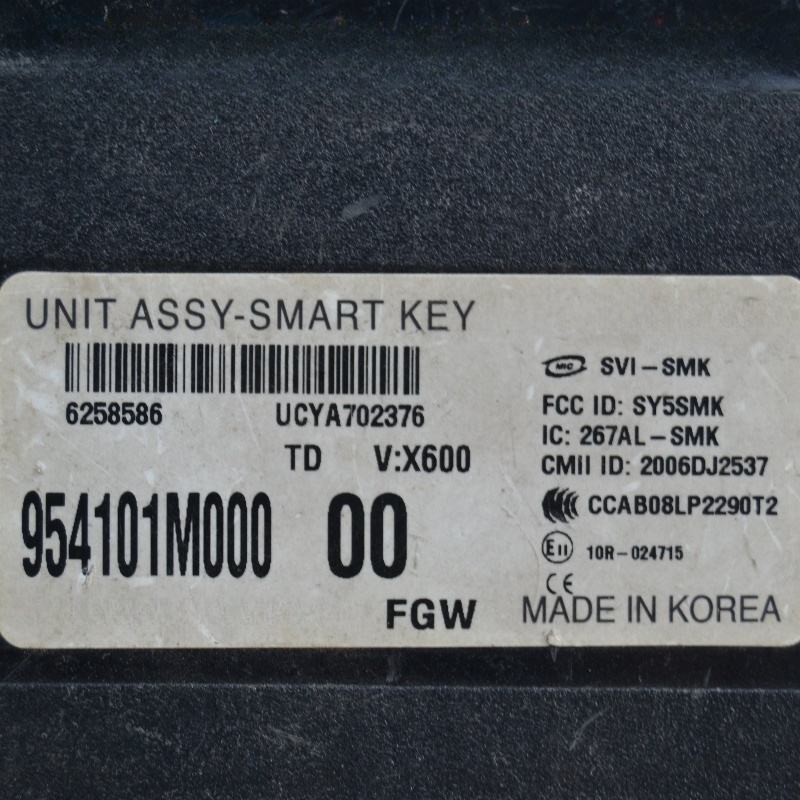 UNIT ASSY-SMART KEY
6258586 UCYA702376
TD V:X600
954101M000 00
FGW
MIC SVI-SMK
FCC ID: SY5SMK
IC: 267AL-SMK
CMII ID: 2006DJ2537
CCAB08LP2290T2
E11 10R-024715
CE
MADE IN KOREA